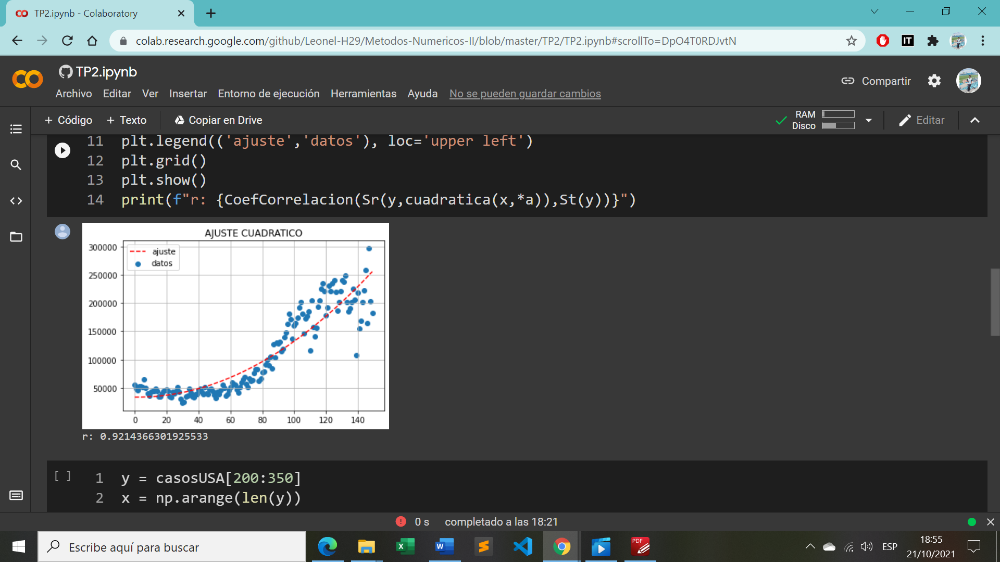 TP2.ipynb - Colaboratory
colab.research.google.com/github/Leonel-H29/Metodos-Numericos-II/blob/master/TP2/TP2.ipynb#scrollTo=DpO4T0RDJvtN
TP2.ipynb
Compartir
Archivo Editar Ver Insertar Entorno de ejecución Herramientas Ayuda No se pueden guardar cambios
+ Código + Texto Copiar en Drive
RAM
Disco
Editar
11 plt.legend(('ajuste','datos'), loc='upper left')
12 plt.grid()
13 plt.show()
14 print(f"r: {CoefCorrelacion(Sr(y,cuadratica(x,*a)),St(y))}")
AJUSTE CUADRATICO
300000
250000
200000
150000
100000
50000
ajuste
datos
0 20 40 60 80 100 120 140
r: 0.9214366301925533
[ ]
1 y = casosUSA[200:350]
2 x = np.arange(len(y))
0 s completado a las 18:21
Escribe aquí para buscar
PDF
ESP
18:55
21/10/2021